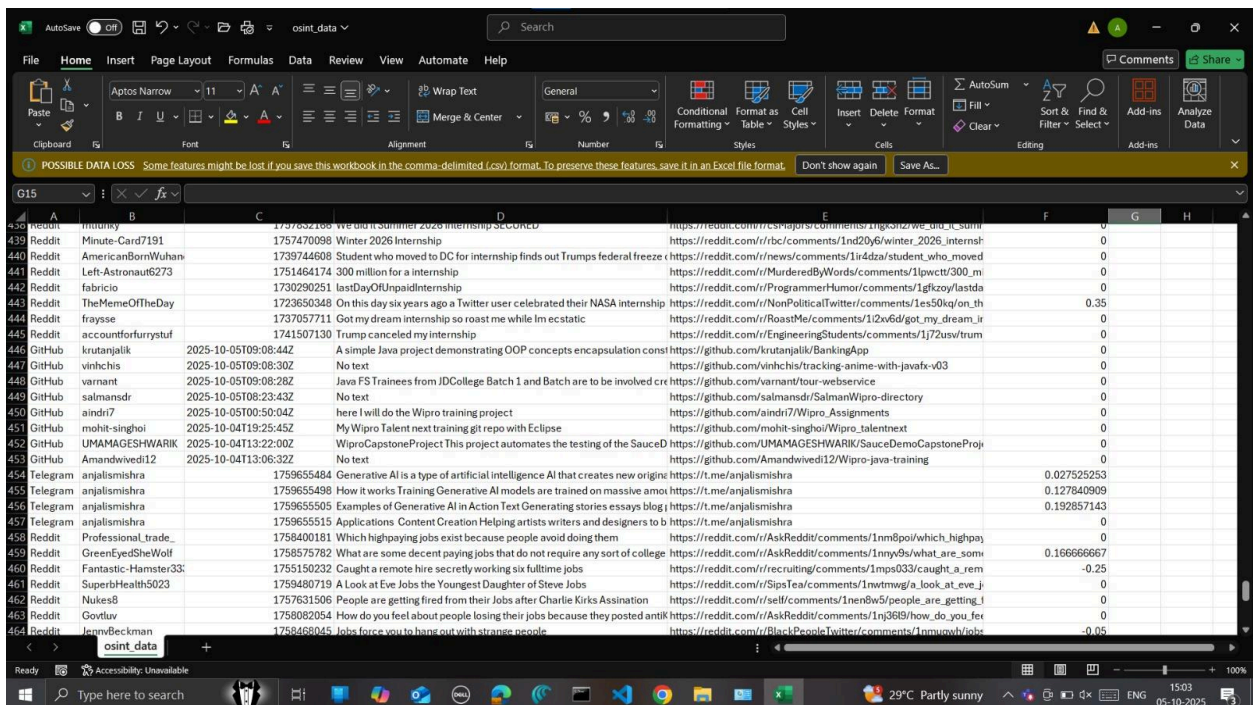 AutoSave Off osint_data Search
File Home Insert Page Layout Formulas Data Review View Automate Help Comments Share
Paste Aptos Narrow 11 A A Wrap Text General Conditional Format as Cell Insert Delete Format AutoSum Sort & Find & Add-ins Analyze
B I U A Merge & Center % 9 Formatting Table Styles Fill Filter Select Data
Clear
Clipboard Font Alignment Number Styles Cells Editing Add-ins
POSSIBLE DATA LOSS Some features might be lost if you save this workbook in the comma-delimited (.csv) format. To preserve these features, save it in an Excel file format. Don't show again Save As...
G15 fx
A B C D E F G H
438 Reddit 1757832166 We did it Summer 2026 internship SECURED 0
439 Reddit Minute-Card7191 1757470098 Winter 2026 Internship https://reddit.com/r/rbc/comments/1nd20y6/winter_2026_internsh 0
440 Reddit AmericanBornWuhan 1739744608 Student who moved to DC for internship finds out Trumps federal freeze https://reddit.com/r/news/comments/1ir4dza/student_who_moved 0
441 Reddit Left-Astronaut6273 1751464174 300 million for a internship https://reddit.com/r/MurderedByWords/comments/1lpwctt/300_mi 0
442 Reddit fabricio 1730290251 lastDayOfUnpaidInternship https://reddit.com/r/ProgrammerHumor/comments/1gfkzoy/lastda 0
443 Reddit TheMemeOfTheDay 1723650348 On this day six years ago a Twitter user celebrated their NASA internship https://reddit.com/r/NonPoliticalTwitter/comments/1es50kq/on_th 0.35
444 Reddit fraysse 1737057711 Got my dream internship so roast me while Im ecstatic https://reddit.com/r/RoastMe/comments/1i2xv6d/got_my_dream_ir 0
445 Reddit accountforfurrystuf 1741507130 Trump canceled my internship https://reddit.com/r/EngineeringStudents/comments/1j72usv/trum 0
446 GitHub krutanjalik 2025-10-05T09:08:44Z A simple Java project demonstrating OOP concepts encapsulation const https://github.com/krutanjalik/BankingApp 0
447 GitHub vinhchis 2025-10-05T09:08:30Z No text https://github.com/vinhchis/tracking-anime-with-javafx-v03 0
448 GitHub varnant 2025-10-05T09:08:28Z Java FS Trainees from JDCollege Batch 1 and Batch are to be involved cre https://github.com/varnant/tour-webservice 0
449 GitHub salmansdr 2025-10-05T08:23:43Z No text https://github.com/salmansdr/SalmanWipro-directory 0
450 GitHub aindri7 2025-10-05T00:50:04Z here I will do the Wipro training project https://github.com/aindri7/Wipro_Assignments 0
451 GitHub mohit-singhoi 2025-10-04T19:25:45Z My Wipro Talent next training git repo with Eclipse https://github.com/mohit-singhoi/Wipro_talentnext 0
452 GitHub UMAMAGESHWARIK 2025-10-04T13:22:00Z WiproCapstoneProject This project automates the testing of the SauceD https://github.com/UMAMAGESHWARIK/SauceDemoCapstoneProj 0
453 GitHub Amandwivedi12 2025-10-04T13:06:32Z No text https://github.com/Amandwivedi12/Wipro-java-training 0
454 Telegram anjalismishra 1759655484 Generative AI is a type of artificial intelligence AI that creates new origina https://t.me/anjalismishra 0.027525253
455 Telegram anjalismishra 1759655498 How it works Training Generative AI models are trained on massive amou https://t.me/anjalismishra 0.127840909
456 Telegram anjalismishra 1759655505 Examples of Generative AI in Action Text Generating stories essays blog https://t.me/anjalismishra 0.192857143
457 Telegram anjalismishra 1759655515 Applications Content Creation Helping artists writers and designers to b https://t.me/anjalismishra 0
458 Reddit Professional_trade_ 1758400181 Which highpaying jobs exist because people avoid doing them https://reddit.com/r/AskReddit/comments/1nm8poi/which_highpay 0
459 Reddit GreenEyedSheWolf 1758575782 What are some decent paying jobs that do not require any sort of college https://reddit.com/r/AskReddit/comments/1nnyv9s/what_are_som 0.166666667
460 Reddit Fantastic-Hamster33 1755150232 Caught a remote hire secretly working six fulltime jobs https://reddit.com/r/recruiting/comments/1mps033/caught_a_rem -0.25
461 Reddit SuperbHealth5023 1759480719 A Look at Eve Jobs the Youngest Daughter of Steve Jobs https://reddit.com/r/SipsTea/comments/1nwtmwg/a_look_at_eve_j 0
462 Reddit Nukes8 1757631506 People are getting fired from their Jobs after Charlie Kirks Assination https://reddit.com/r/self/comments/1nen8w5/people_are_getting_f 0
463 Reddit Govtluv 1758082054 How do you feel about people losing their jobs because they posted antiK https://reddit.com/r/AskReddit/comments/1nj36l9/how_do_you_fee 0
464 Reddit JennyBeckman 1758468045 Jobs force you to hang out with strange people https://reddit.com/r/BlackPeopleTwitter/comments/1nmuqwh/jobs -0.05
osint_data
Ready Accessibility: Unavailable 100%
Type here to search DELL 29°C Partly sunny ENG 15:03
05-10-2025 3